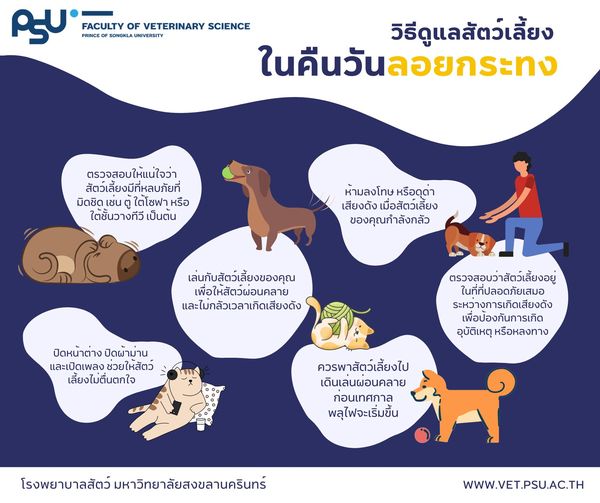 PSU
FACULTY OF VETERINARY SCIENCE
PRINCE OF SONGKLA UNIVERSITY
วิธีดูแลสัตว์เลี้ยง
ในคืนวันลอยกระทง
ตรวจสอบให้แน่ใจว่า
สัตว์เลี้ยงมีที่หลบภัยที่
มิดชิด เช่น ตู้ ใต้โซฟา หรือ
ใต้ชั้นวางทีวี เป็นต้น
ห้ามลงโทษ หรือดุด่า
เสียงดัง เมื่อสัตว์เลี้ยง
ของคุณกำลังกลัว
เล่นกับสัตว์เลี้ยงของคุณ
เพื่อให้สัตว์ผ่อนคลาย
และไม่กลัวเวลาเกิดเสียงดัง
ตรวจสอบว่าสัตว์เลี้ยงอยู่
ในที่ที่ปลอดภัยเสมอ
ระหว่างการเกิดเสียงดัง
เพื่อป้องกันการเกิด
อุบัติเหตุ หรือหลงทาง
ปิดหน้าต่าง ปิดผ้าม่าน
และเปิดเพลง ช่วยให้สัตว์
เลี้ยงไม่ตื่นตกใจ
ควรพาสัตว์เลี้ยงไป
เดินเล่นผ่อนคลาย
ก่อนเทศกาล
พลุไฟจะเริ่มขึ้น
โรงพยาบาลสัตว์ มหาวิทยาลัยสงขลานครินทร์
WWW.VET.PSU.AC.TH